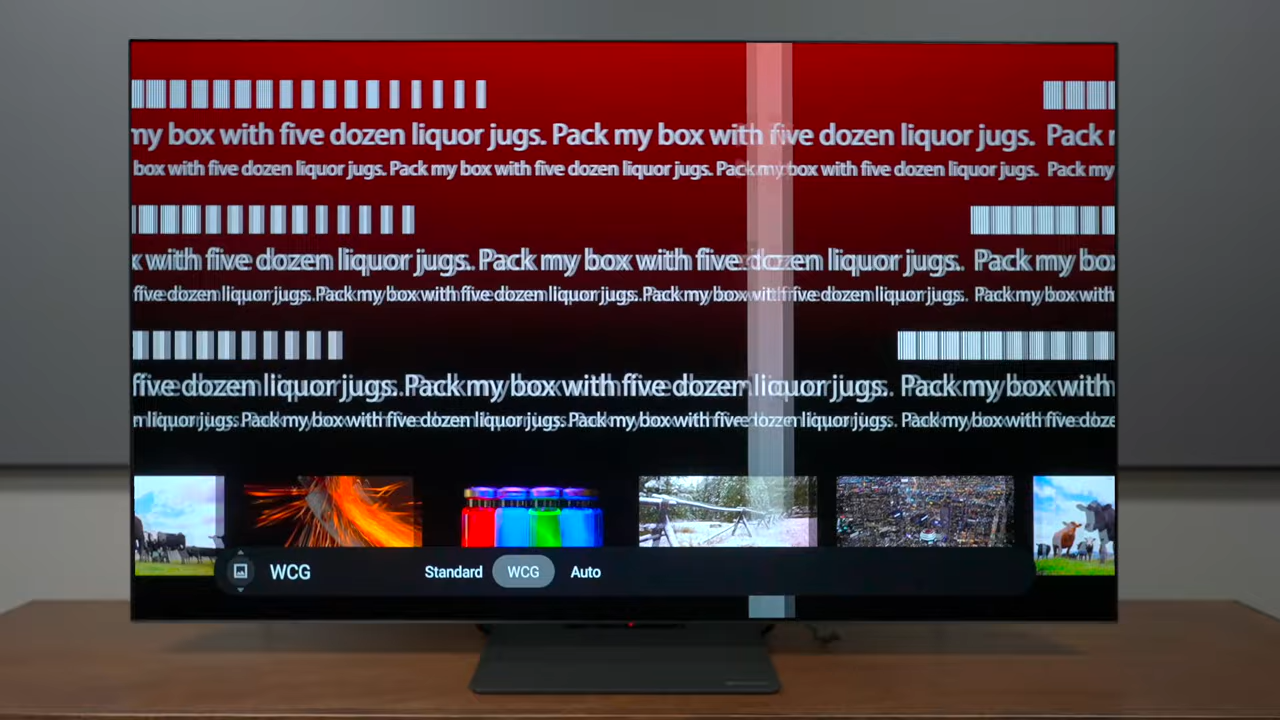 my box with five dozen liquor jugs. Pack my box with five dozen liquor jugs. Pack
box with five dozen liquor jugs. Pack my box with five dozen liquor jugs. Pack my box with five dozen liquor jugs. Pack my
x with five dozen liquor jugs. Pack my box with five dozen liquor jugs. Pack my box
five dozen liquor jugs. Pack my box with five dozen liquor jugs. Pack my box with five dozen liquor jugs. Pack my box with
five dozen liquor jugs. Pack my box with five dozen liquor jugs. Pack my box with
liquor jugs. Pack my box with five dozen liquor jugs. Pack my box with five dozen liquor jugs. Pack my box with five doze
WCG Standard WCG Auto